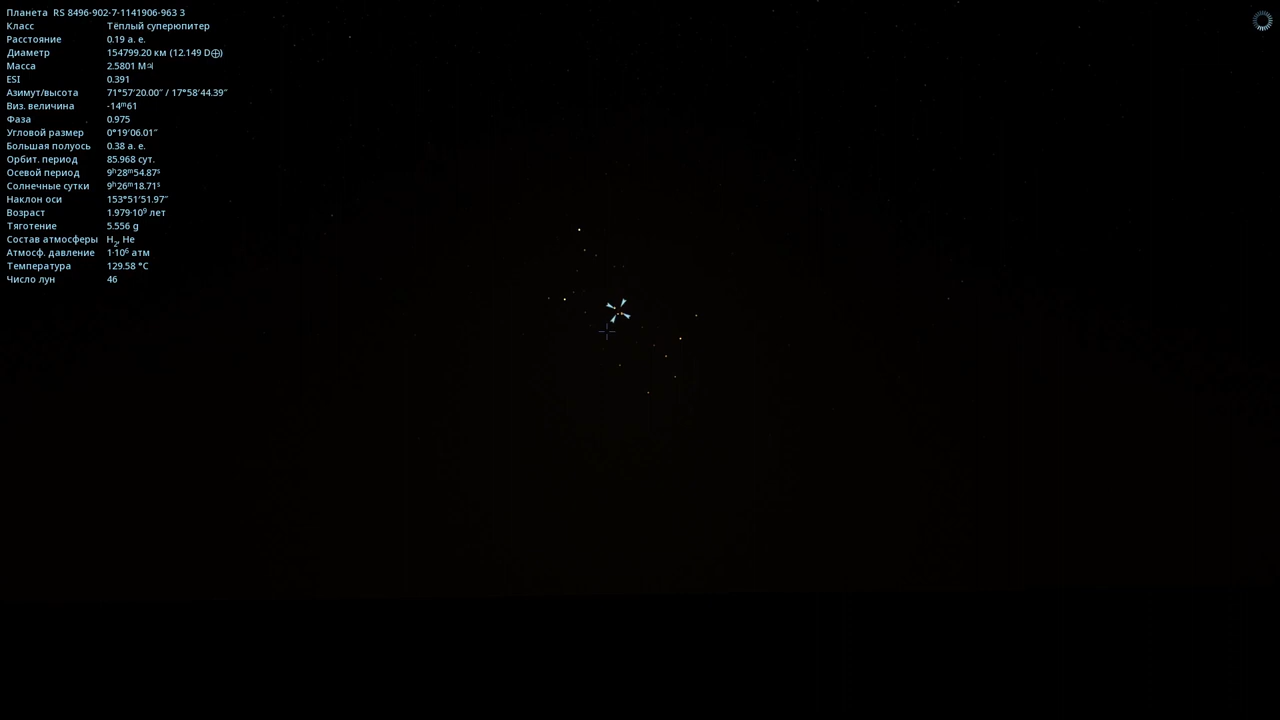 Планета RS 8496-902-7-1141906-963 3
Класс Тёплый суперюпитер
Расстояние 0.19 а. е.
Диаметр 154799.20 км (12.149 D⊕)
Масса 2.5801 M♃
ESI 0.391
Азимут/высота 71°57′20.00″ / 17°58′44.39″
Виз. величина -14ᵐ61
Фаза 0.975
Угловой размер 0°19′06.01″
Большая полуось 0.38 а. е.
Орбит. период 85.968 сут.
Осевой период 9ʰ28ᵐ54.87ˢ
Солнечные сутки 9ʰ26ᵐ18.71ˢ
Наклон оси 153°51′51.97″
Возраст 1.979·10⁹ лет
Тяготение 5.556 g
Состав атмосферы H₂, He
Атмосф. давление 1·10⁶ атм
Температура 129.58 °C
Число лун 46